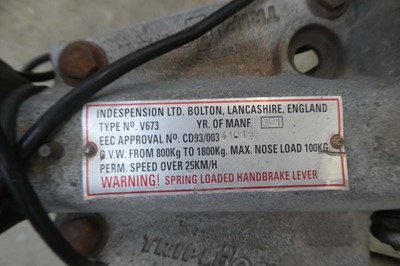 INDESPENSION LTD. BOLTON, LANCASHIRE, ENGLAND
TYPE Nº. V673 YR. OF MANF.
EEC APPROVAL Nº: CD93/003
G.V.W. FROM 800Kg TO 1800Kg. MAX. NOSE LOAD 100KG
PERM. SPEED OVER 25KM/H
WARNING! SPRING LOADED HANDBRAKE LEVER
TRIPLE